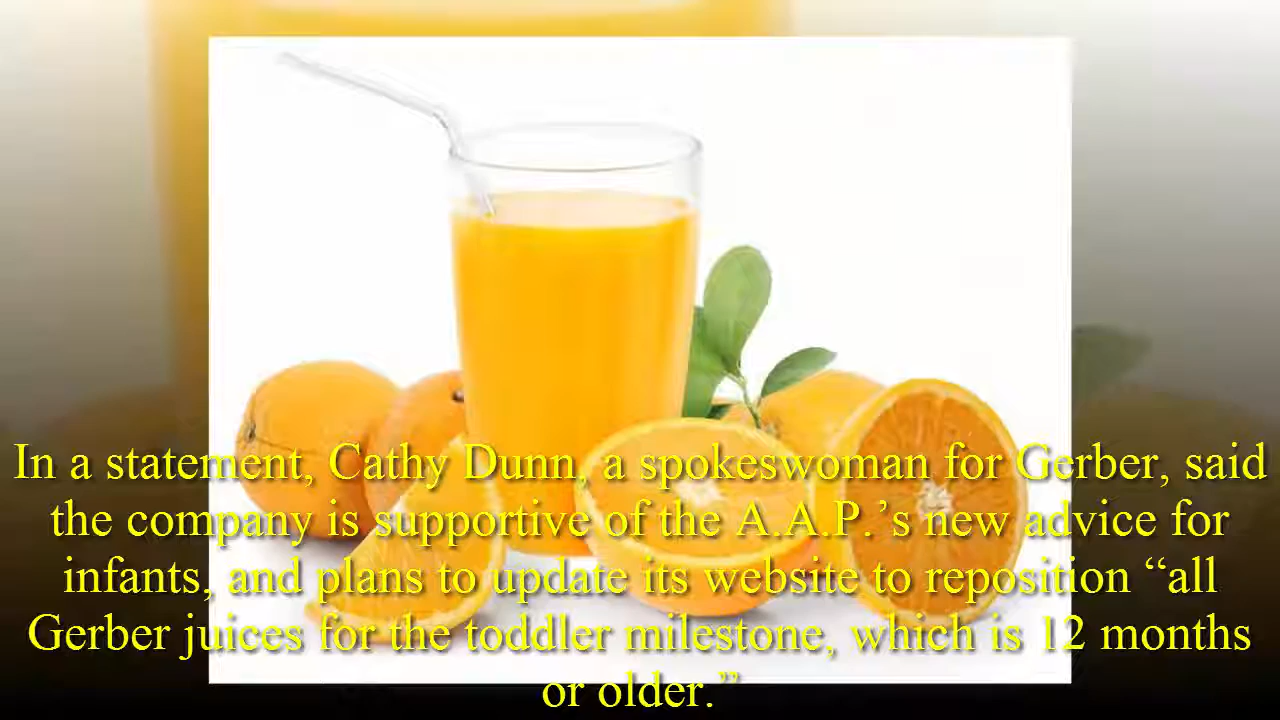 In a statement, Cathy Dunn, a spokeswoman for Gerber, said
the company is supportive of the A.A.P.’s new advice for
infants, and plans to update its website to reposition “all
Gerber juices for the toddler milestone, which is 12 months
or older.”